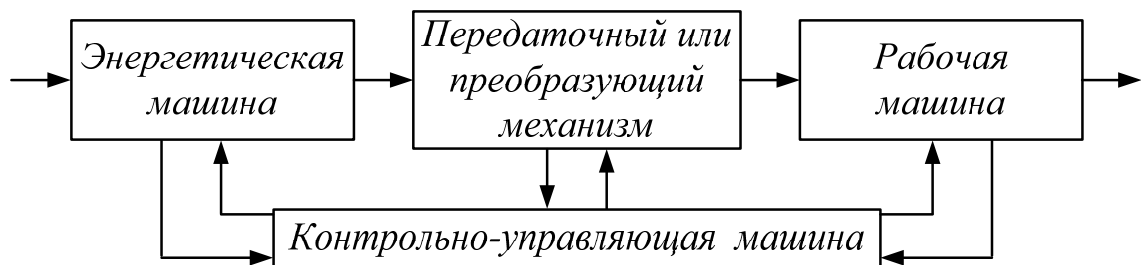 Энергетическая
машина
Передаточный или
преобразующий
механизм
Рабочая
машина
Контрольно-управляющая машина